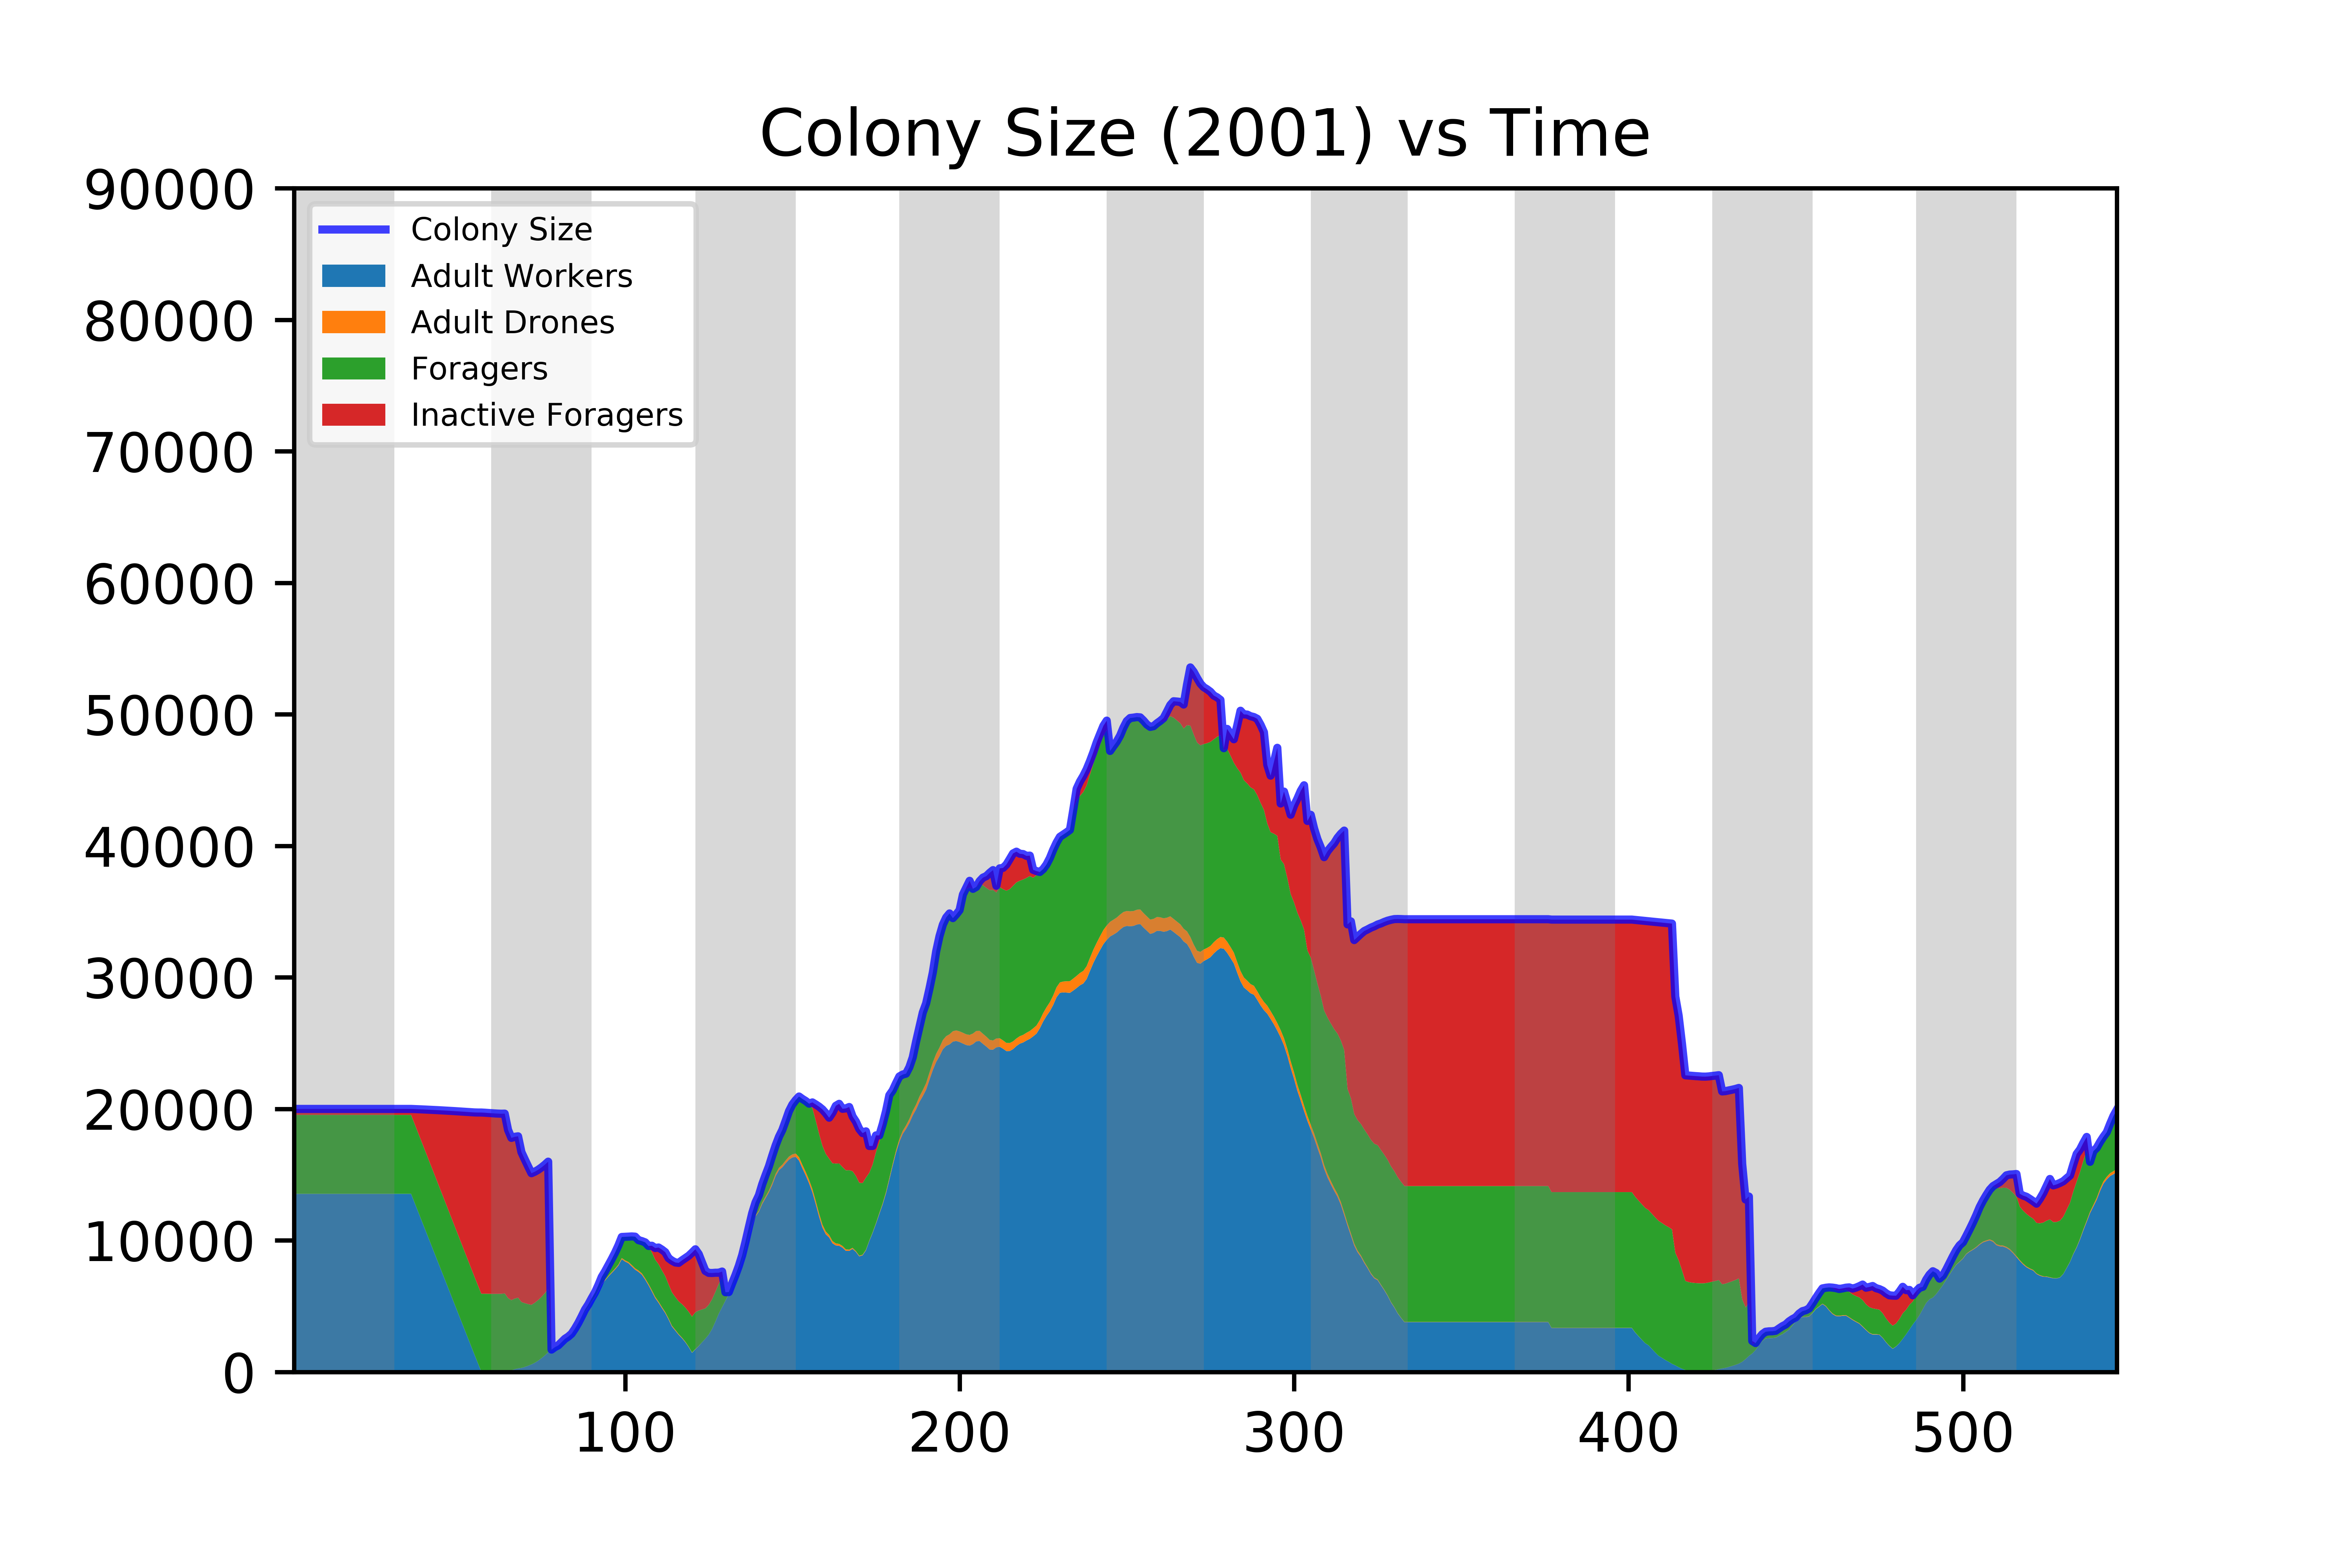 Colony Size (2001) vs Time
90000
80000
70000
60000
50000
40000
30000
20000
10000
0
Colony Size
Adult Workers
Adult Drones
Foragers
Inactive Foragers
100 200 300 400 500